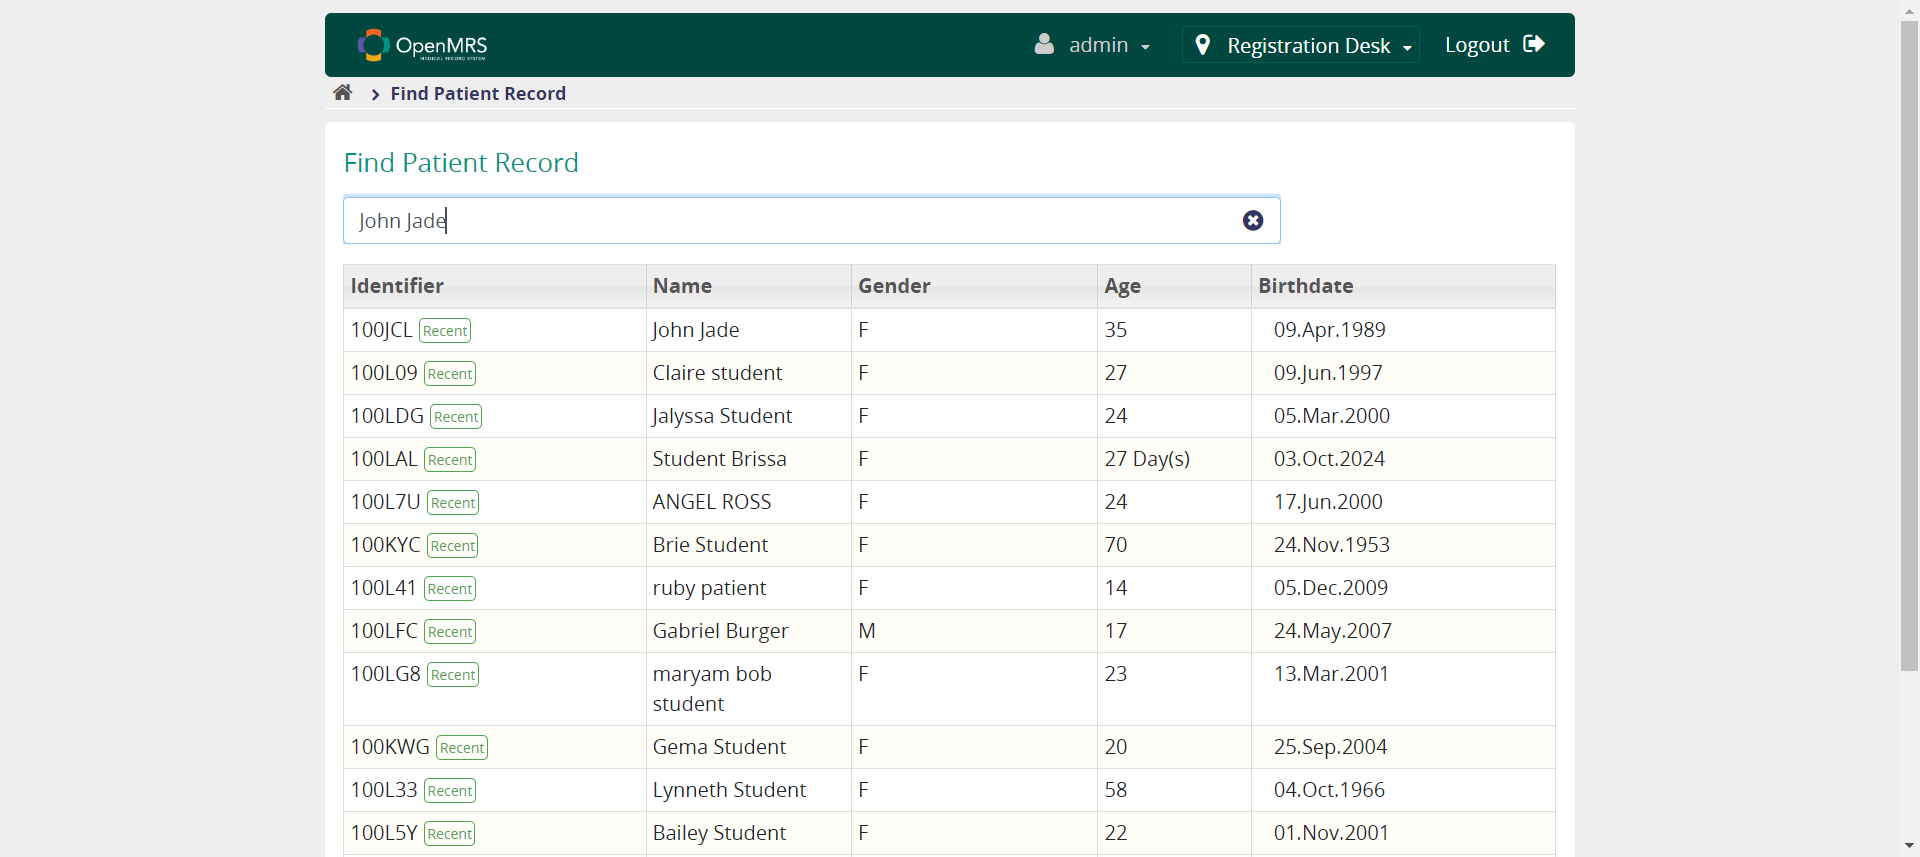 OpenMRS
MEDICAL RECORD SYSTEM
admin
Registration Desk
Logout
Find Patient Record
Find Patient Record
John Jade
Identifier Name Gender Age Birthdate
100JCL Recent John Jade F 35 09.Apr.1989
100L09 Recent Claire student F 27 09.Jun.1997
100LDG Recent Jalyssa Student F 24 05.Mar.2000
100LAL Recent Student Brissa F 27 Day(s) 03.Oct.2024
100L7U Recent ANGEL ROSS F 24 17.Jun.2000
100KYC Recent Brie Student F 70 24.Nov.1953
100L41 Recent ruby patient F 14 05.Dec.2009
100LFC Recent Gabriel Burger M 17 24.May.2007
100LG8 Recent maryam bob F 23 13.Mar.2001
student
100KWG Recent Gema Student F 20 25.Sep.2004
100L33 Recent Lynneth Student F 58 04.Oct.1966
100L5Y Recent Bailey Student F 22 01.Nov.2001